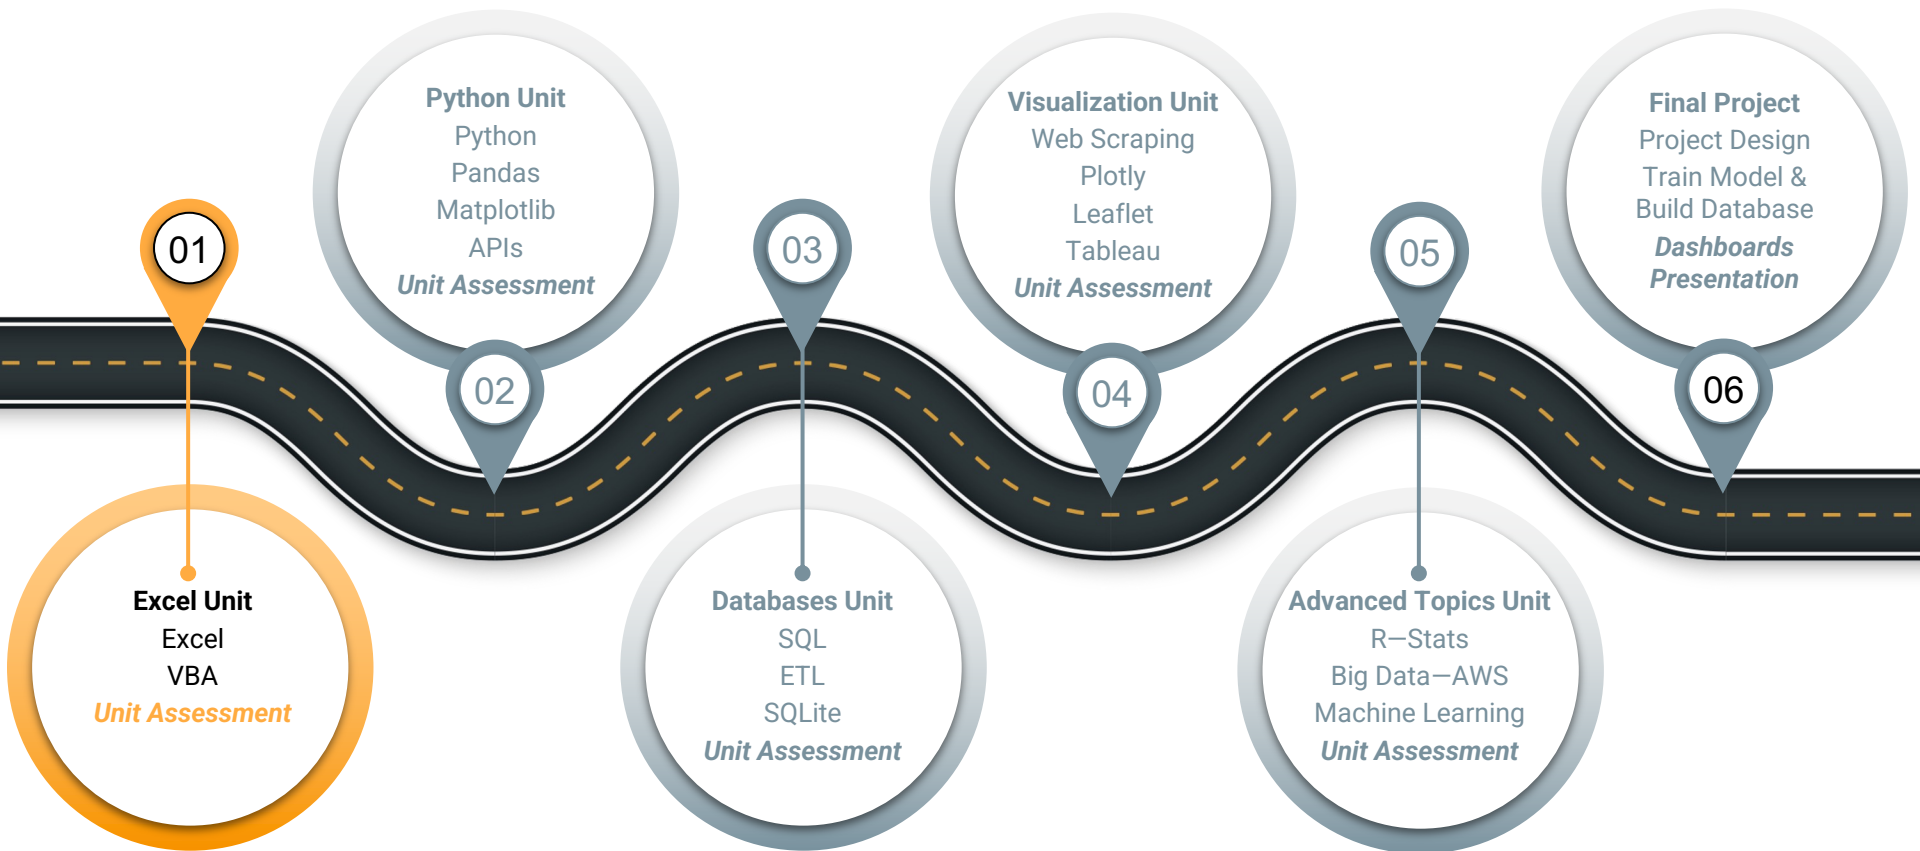 01
Excel Unit
Excel
VBA
Unit Assessment
02
Python Unit
Python
Pandas
Matplotlib
APIs
Unit Assessment
03
Databases Unit
SQL
ETL
SQLite
Unit Assessment
04
Visualization Unit
Web Scraping
Plotly
Leaflet
Tableau
Unit Assessment
05
Advanced Topics Unit
R—Stats
Big Data—AWS
Machine Learning
Unit Assessment
06
Final Project
Project Design
Train Model &
Build Database
Dashboards
Presentation